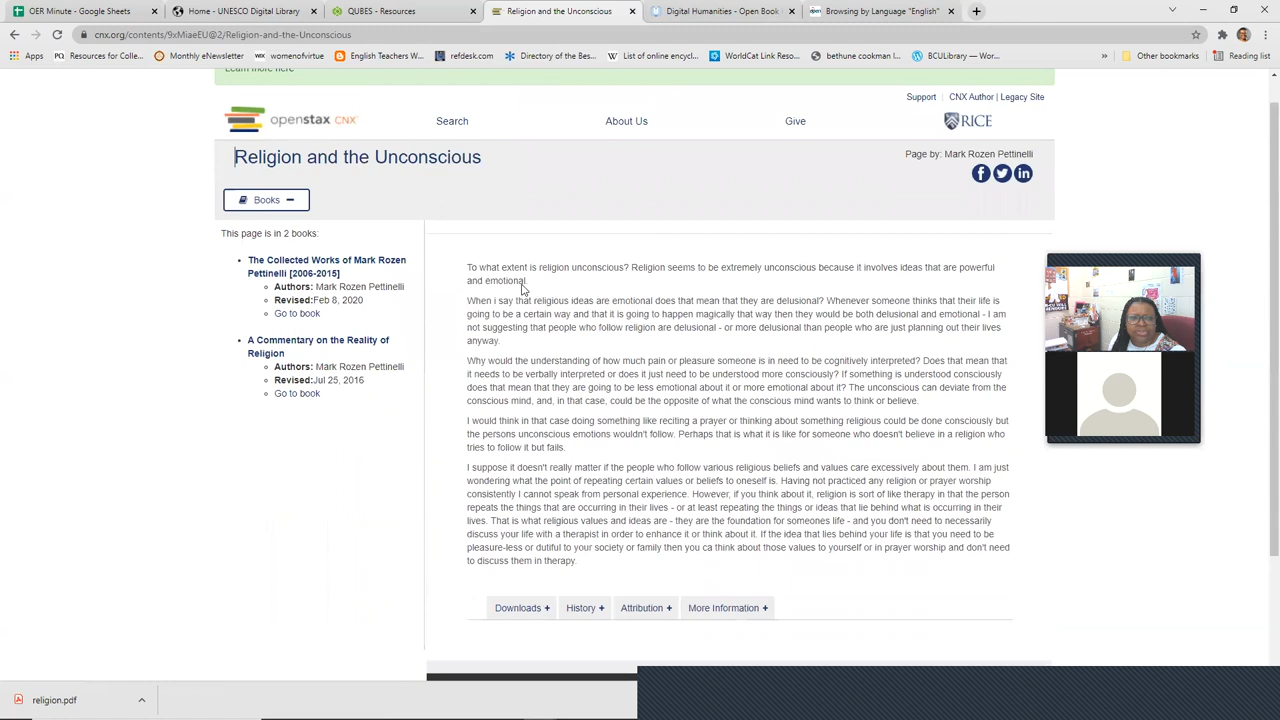 OER Minute - Google Sheets
Home - UNESCO Digital Library
QUBES - Resources
Religion and the Unconscious
Digital Humanities - Open Book
Browsing by Language "English"
cnx.org/contents/9xMiaeEU@2/Religion-and-the-Unconscious
Apps
Resources for Colle...
Monthly eNewsletter
womenofvirtue
English Teachers W...
refdesk.com
Directory of the Bes...
List of online encycl...
WorldCat Link Reso...
bethune cookman l...
BCULibrary — Wor...
Other bookmarks
Reading list
Learn more here
Support
CNX Author | Legacy Site
openstax CNX
Search
About Us
Give
RICE
Religion and the Unconscious
Page by: Mark Rozen Pettinelli
Books
This page is in 2 books:
The Collected Works of Mark Rozen
Pettinelli [2006-2015]
Authors: Mark Rozen Pettinelli
Revised:Feb 8, 2020
Go to book
A Commentary on the Reality of
Religion
Authors: Mark Rozen Pettinelli
Revised:Jul 25, 2016
Go to book
To what extent is religion unconscious? Religion seems to be extremely unconscious because it involves ideas that are powerful
and emotional.
When i say that religious ideas are emotional does that mean that they are delusional? Whenever someone thinks that their life is
going to be a certain way and that it is going to happen magically that way then they would be both delusional and emotional - I am
not suggesting that people who follow religion are delusional - or more delusional than people who are just planning out their lives
anyway.
Why would the understanding of how much pain or pleasure someone is in need to be cognitively interpreted? Does that mean that
it needs to be verbally interpreted or does it just need to be understood more consciously? If something is understood consciously
does that mean that they are going to be less emotional about it or more emotional about it? The unconscious can deviate from the
conscious mind, and, in that case, could be the opposite of what the conscious mind wants to think or believe.
I would think in that case doing something like reciting a prayer or thinking about something religious could be done consciously but
the persons unconscious emotions wouldn't follow. Perhaps that is what it is like for someone who doesn't believe in a religion who
tries to follow it but fails.
I suppose it doesn't really matter if the people who follow various religious beliefs and values care excessively about them. I am just
wondering what the point of repeating certain values or beliefs to oneself is. Having not practiced any religion or prayer worship
consistently I cannot speak from personal experience. However, if you think about it, religion is sort of like therapy in that the person
repeats the things that are occurring in their lives - or at least repeating the things or ideas that lie behind what is occurring in their
lives. That is what religious values and ideas are - they are the foundation for someones life - and you don't need to necessarily
discuss your life with a therapist in order to enhance it or think about it. If the idea that lies behind your life is that you need to be
pleasure-less or dutiful to your society or family then you ca think about those values to yourself or in prayer worship and don't need
to discuss them in therapy.
Downloads +
History +
Attribution +
More Information +
religion.pdf